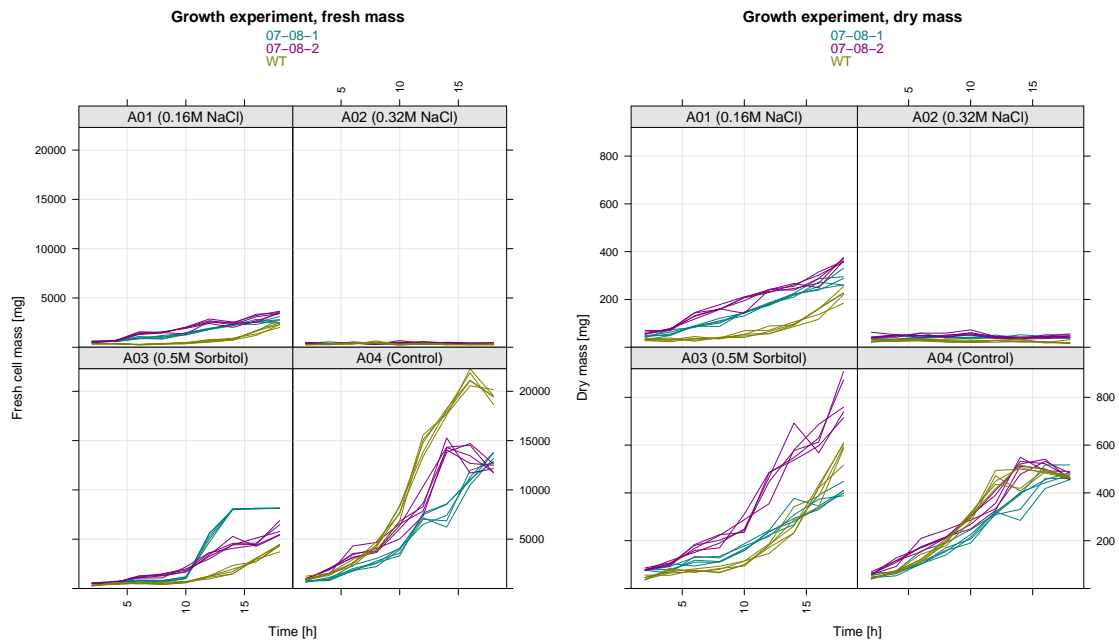 Growth experiment, fresh mass
07−08−1
07−08−2
WT
5 10 15
A01 (0.16M NaCl) A02 (0.32M NaCl)
20000
15000
10000
5000
A03 (0.5M Sorbitol) A04 (Control)
20000
15000
10000
5000
5 10 15
Fresh cell mass [mg]
Time [h]
Growth experiment, dry mass
07−08−1
07−08−2
WT
5 10 15
A01 (0.16M NaCl) A02 (0.32M NaCl)
800
600
400
200
A03 (0.5M Sorbitol) A04 (Control)
800
600
400
200
5 10 15
Dry mass [mg]
Time [h]